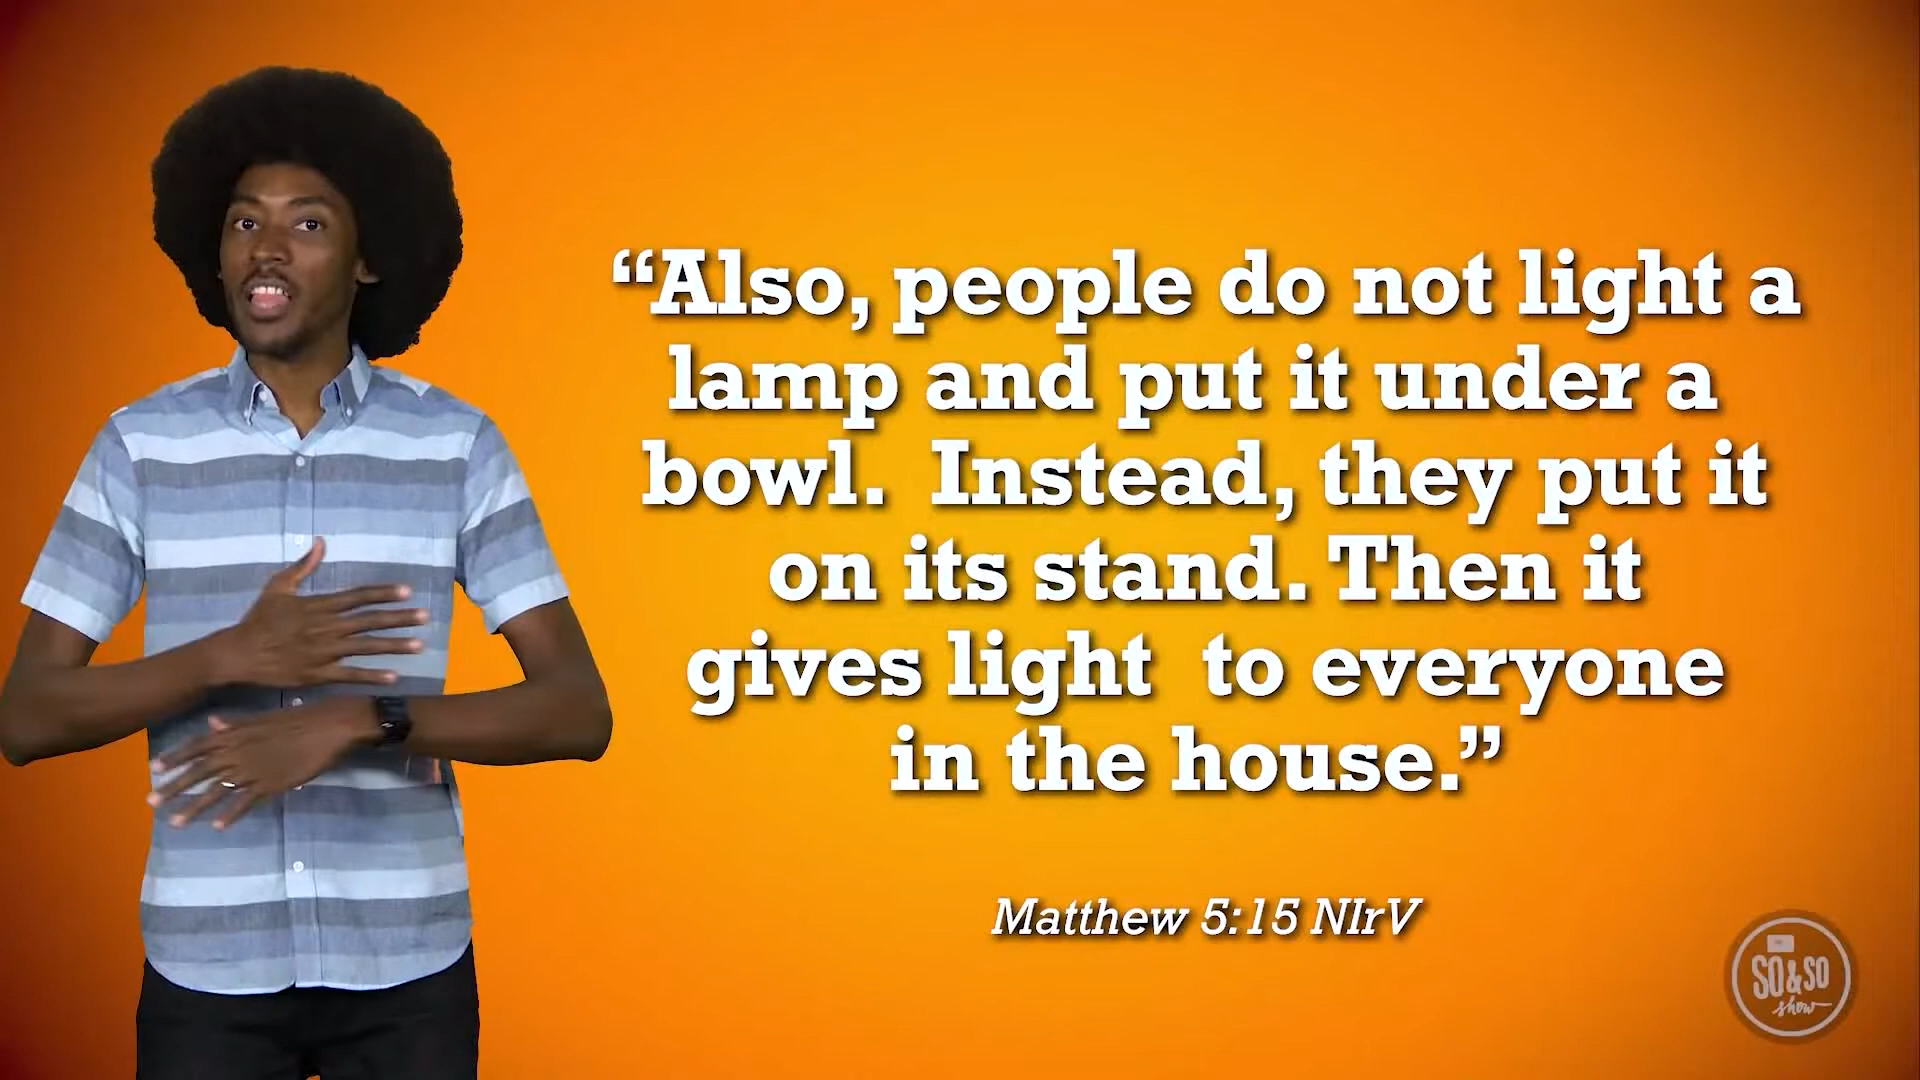 “Also, people do not light a
lamp and put it under a
bowl.  Instead, they put it
on its stand. Then it
gives light  to everyone
in the house.”
Matthew 5:15 NIrV
SO & SO
show